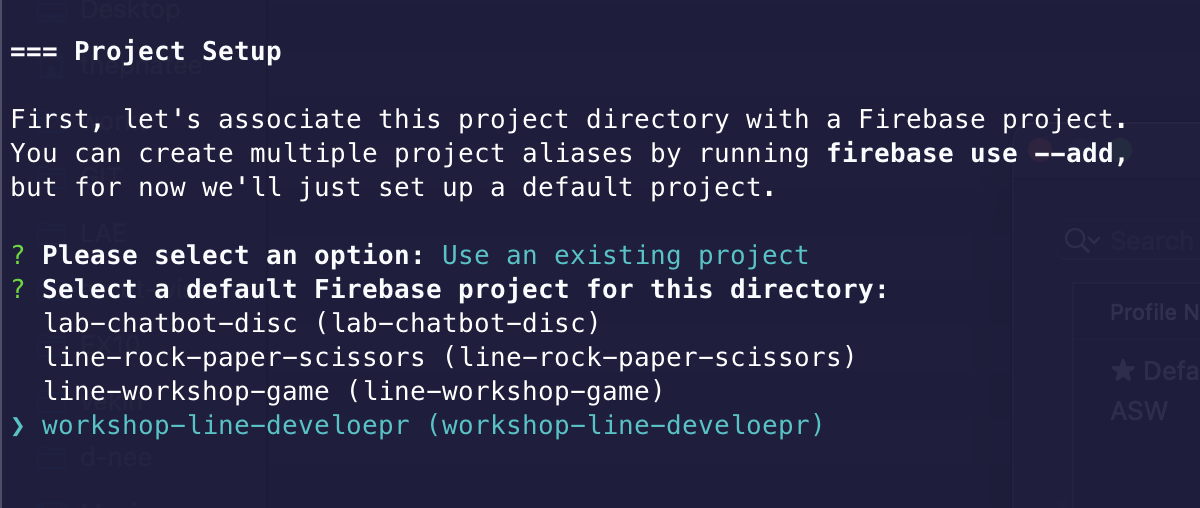 Desktop
=== Project Setup
First, let's associate this project directory with a Firebase project.
You can create multiple project aliases by running firebase use --add,
but for now we'll just set up a default project.
LAE
? Please select an option: Use an existing project
Search
? Select a default Firebase project for this directory:
lab-chatbot-disc (lab-chatbot-disc)
Profile N
line-rock-paper-scissors (line-rock-paper-scissors)
★ Defa
line-workshop-game (line-workshop-game)
ASW
❯ workshop-line-develoepr (workshop-line-develoepr)
d-nee